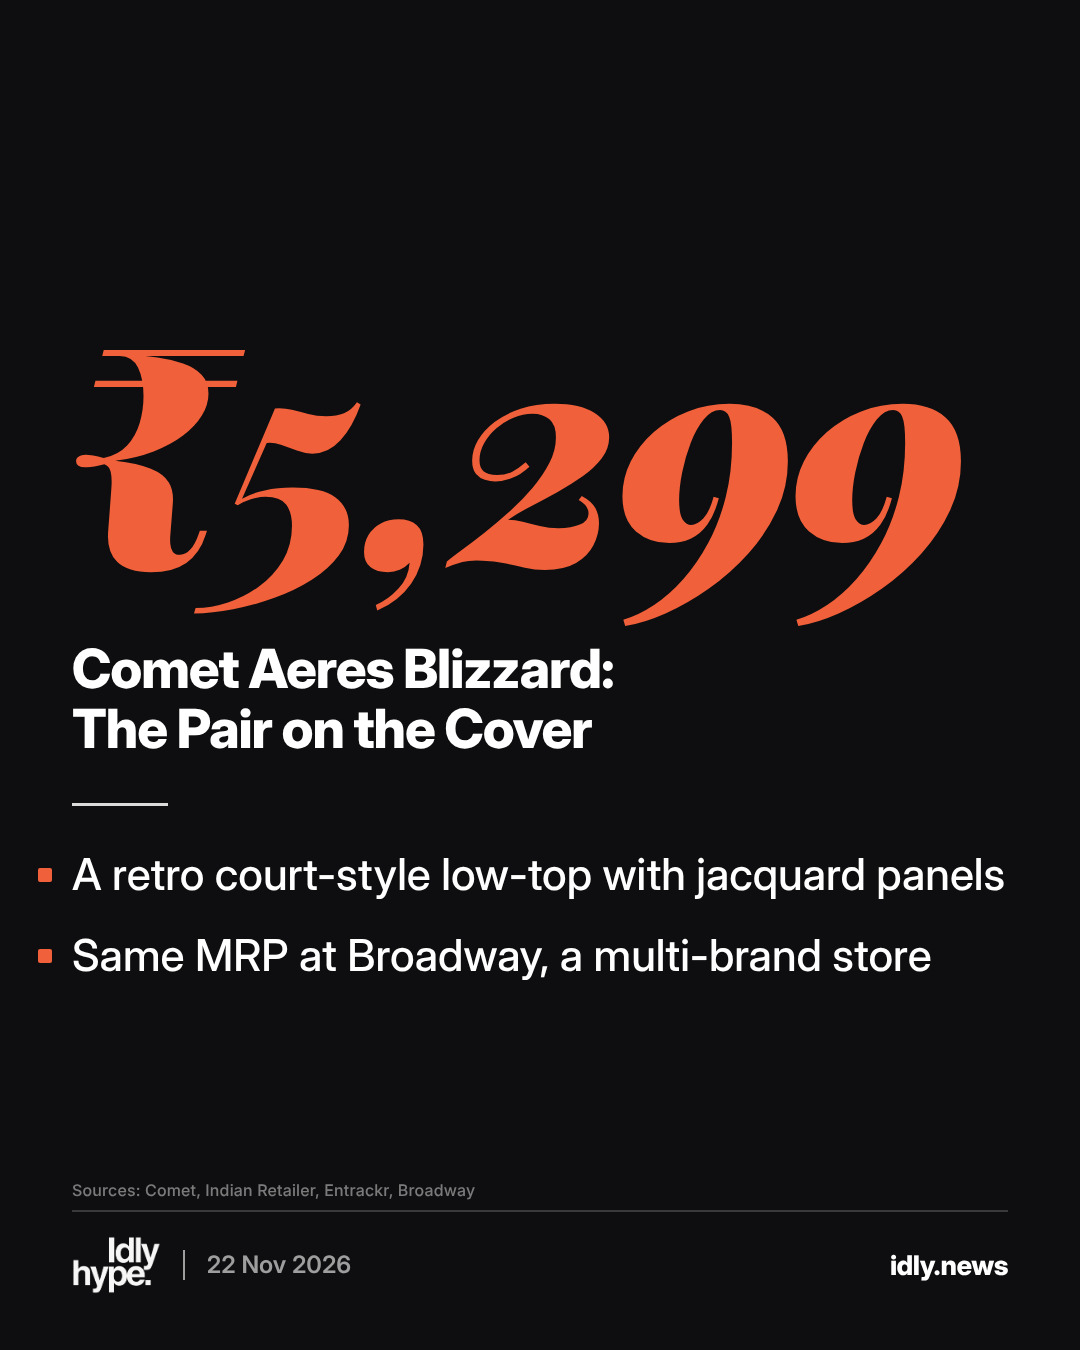 ₹5,299
Comet Aeres Blizzard:
The Pair on the Cover
A retro court-style low-top with jacquard panels
Same MRP at Broadway, a multi-brand store
Sources: Comet, Indian Retailer, Entrackr, Broadway
Idly
hype.
22 Nov 2026
idly.news